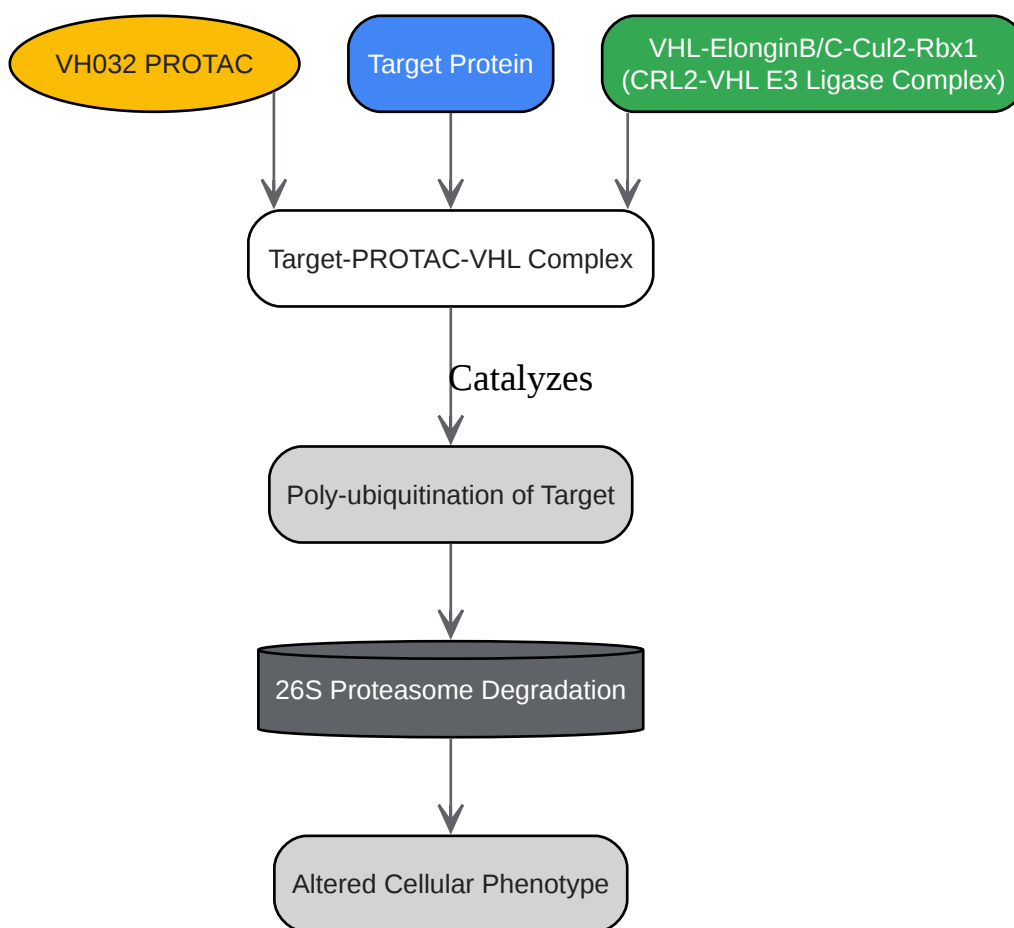 VH032 PROTAC
Target Protein
VHL-ElonginB/C-Cul2-Rbx1
(CRL2-VHL E3 Ligase Complex)
Target-PROTAC-VHL Complex
Catalyzes
Poly-ubiquitination of Target
26S Proteasome Degradation
Altered Cellular Phenotype